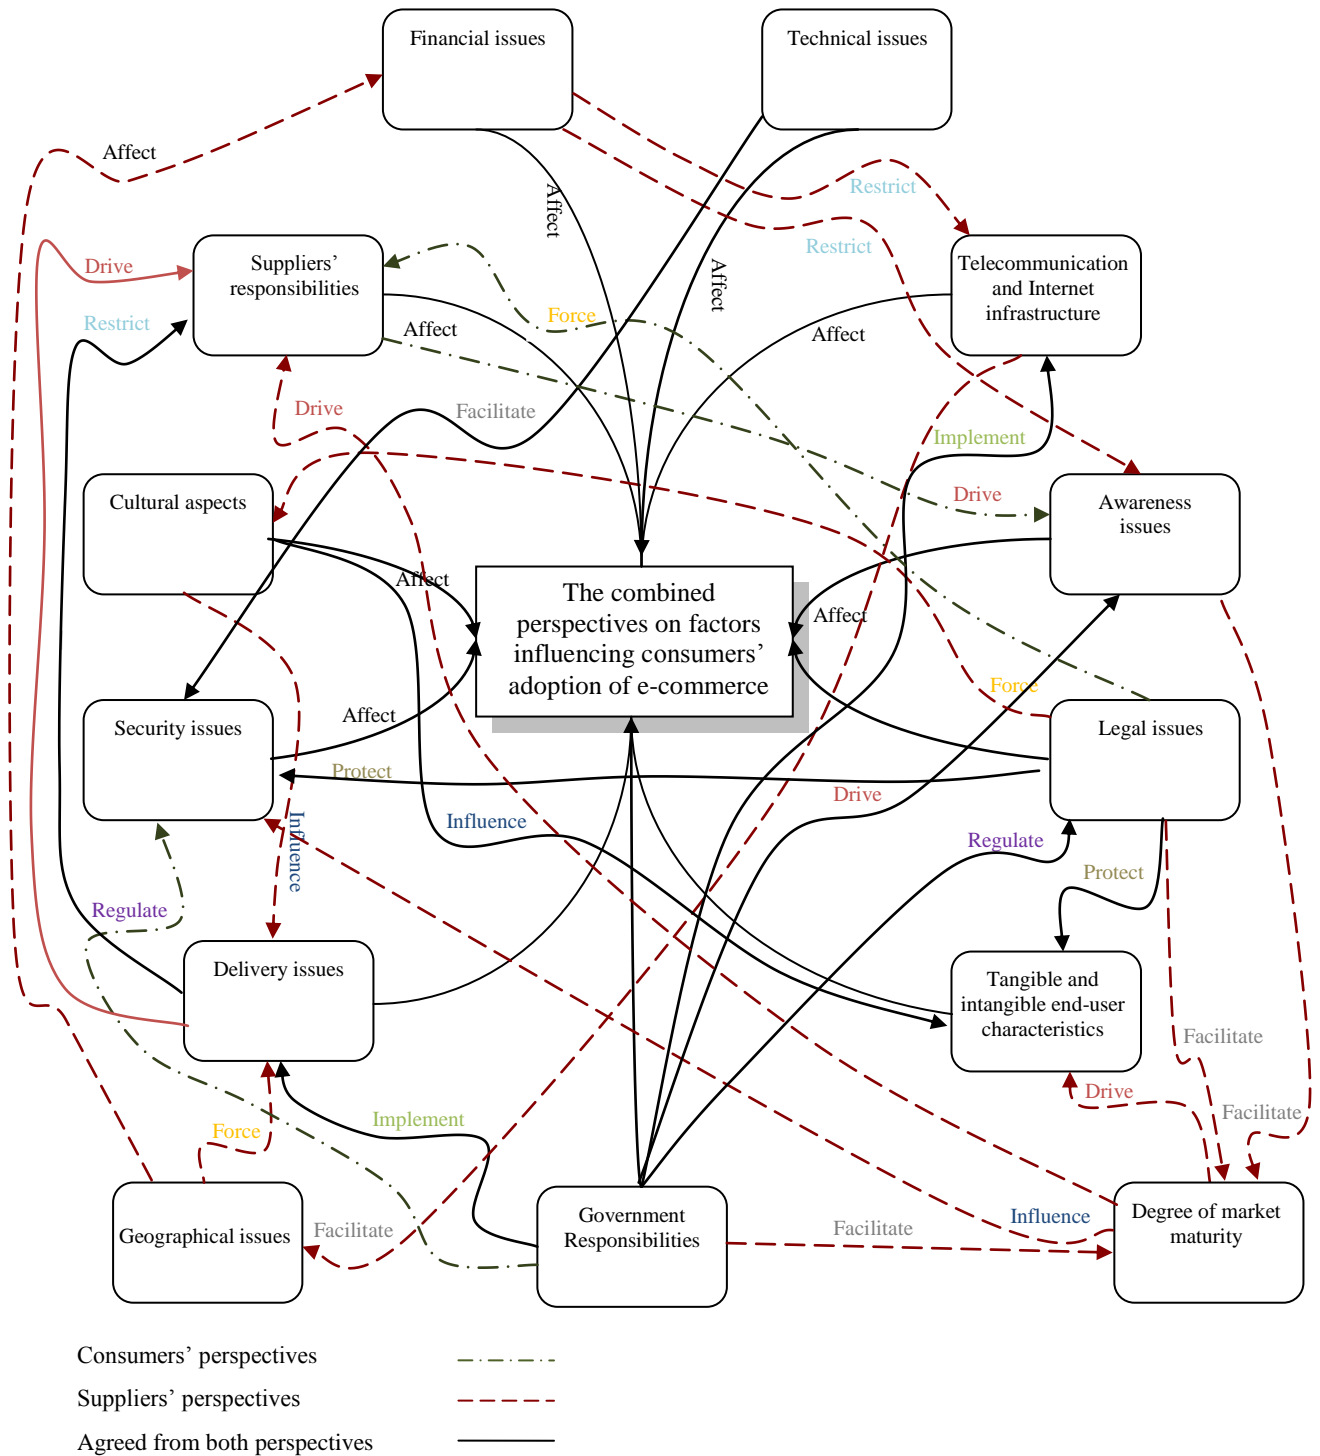 Financial issues
Technical issues
Affect
Restrict
Affect
Restrict
Suppliers’
responsibilities
Drive
Telecommunication
and Internet
infrastructure
Affect
Restrict
Force
Affect
Affect
Drive
Facilitate
Implement
Cultural aspects
Drive
Awareness
issues
Affect
The combined
perspectives on factors
influencing consumers’
adoption of e-commerce
Affect
Force
Security issues
Affect
Legal issues
Protect
Drive
Influence
Influence
Regulate
Protect
Regulate
Delivery issues
Tangible and
intangible end-user
characteristics
Facilitate
Drive
Facilitate
Implement
Force
Geographical issues
Facilitate
Government
Responsibilities
Facilitate
Influence
Degree of market
maturity
Consumers’ perspectives
Suppliers’ perspectives
Agreed from both perspectives